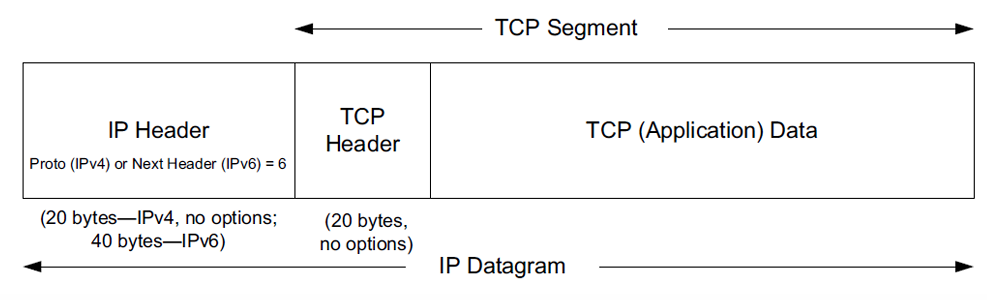 TCP Segment
IP Header
Proto (IPv4) or Next Header (IPv6) = 6
TCP
Header
TCP (Application) Data
(20 bytes—IPv4, no options;
40 bytes—IPv6)
(20 bytes,
no options)
IP Datagram